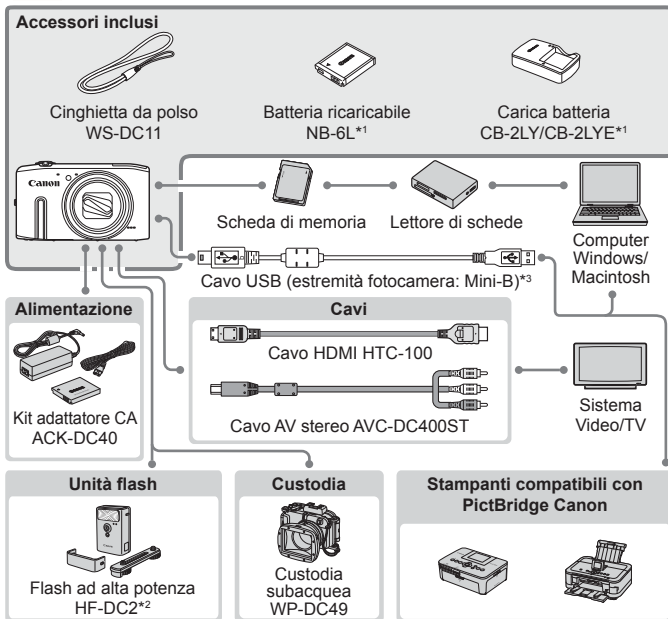 Accessori inclusi
Cinghietta da polso
WS-DC11
Batteria ricaricabile
NB-6L*1
Carica batteria
CB-2LY/CB-2LYE*1
Canon
Scheda di memoria
Lettore di schede
Computer
Windows/
Macintosh
Cavo USB (estremità fotocamera: Mini-B)*3
Alimentazione
Kit adattatore CA
ACK-DC40
Cavi
Cavo HDMI HTC-100
Cavo AV stereo AVC-DC400ST
Sistema
Video/TV
Unità flash
Flash ad alta potenza
HF-DC2*2
Custodia
Custodia
subacquea
WP-DC49
Stampanti compatibili con
PictBridge Canon